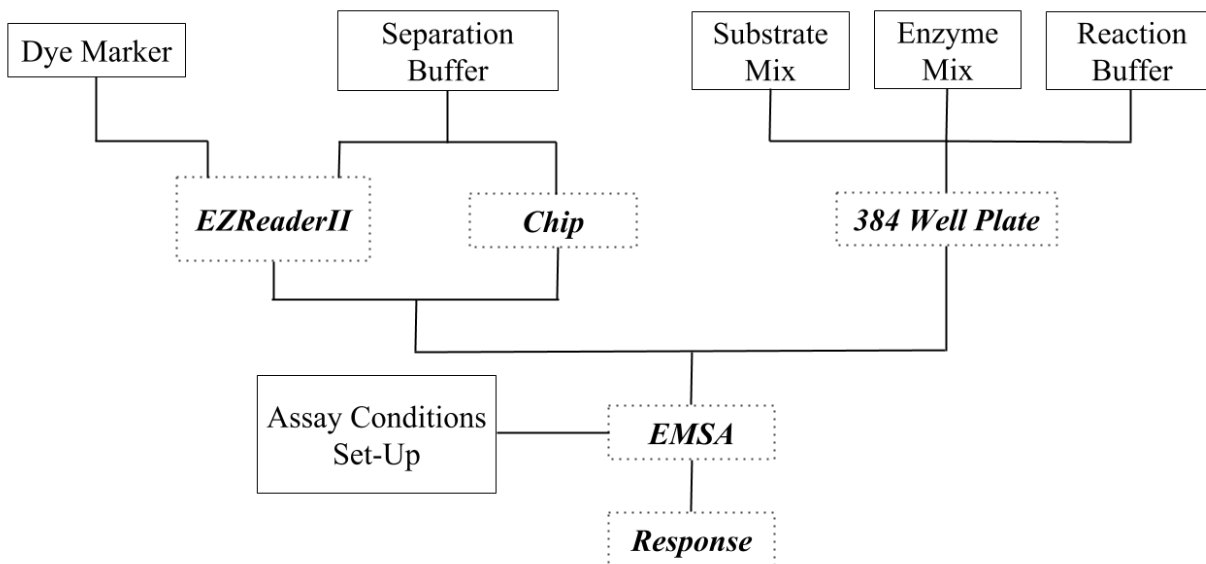 Dye Marker
Separation
Buffer
Substrate
Mix
Enzyme
Mix
Reaction
Buffer
EZReaderII
Chip
384 Well Plate
Assay Conditions
Set-Up
EMSA
Response